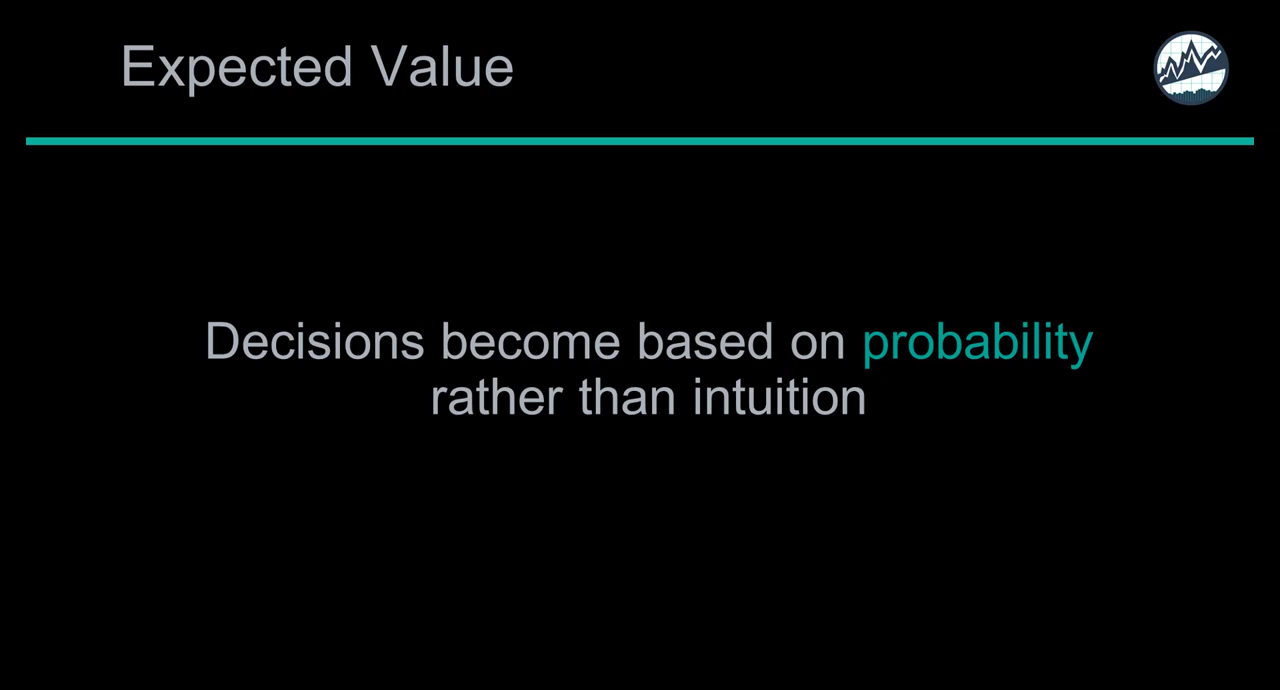 Expected Value
Decisions become based on probability
rather than intuition